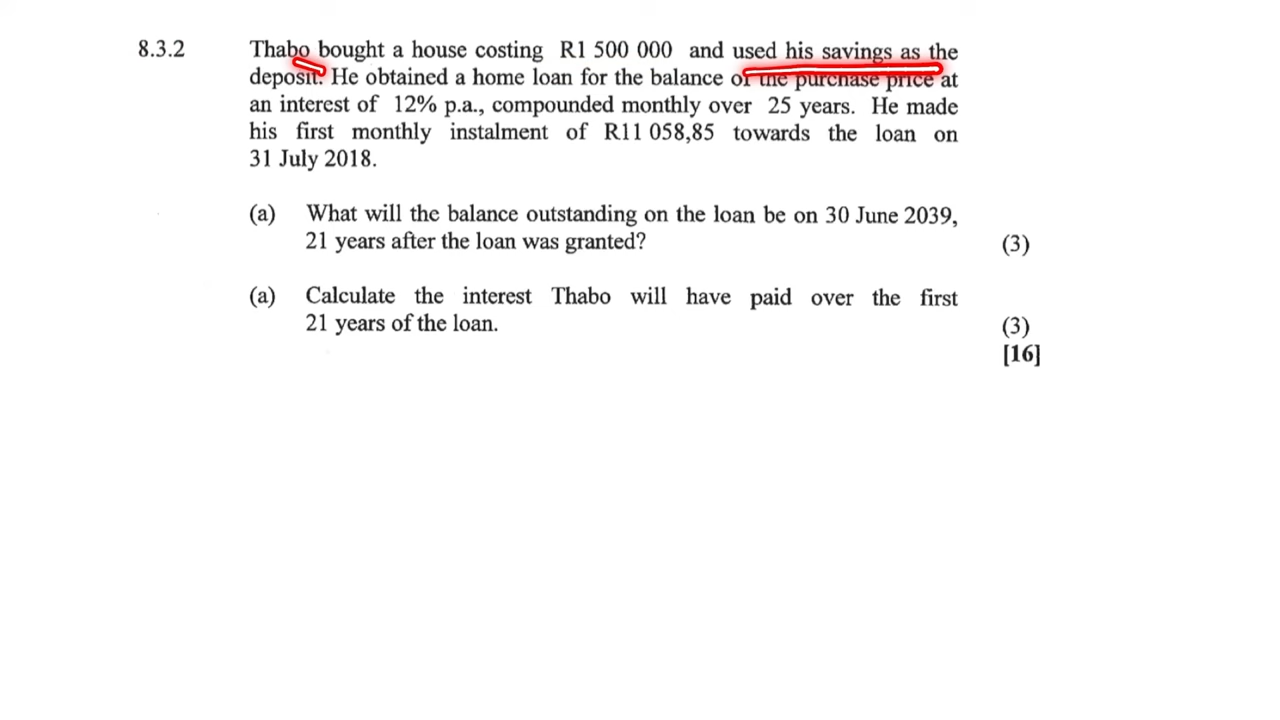 8.3.2 Thabo bought a house costing R1 500 000 and used his savings as the
deposit. He obtained a home loan for the balance of the purchase price at
an interest of 12% p.a., compounded monthly over 25 years. He made
his first monthly instalment of R11 058,85 towards the loan on
31 July 2018.
(a) What will the balance outstanding on the loan be on 30 June 2039,
21 years after the loan was granted? (3)
(a) Calculate the interest Thabo will have paid over the first
21 years of the loan. (3)
[16]